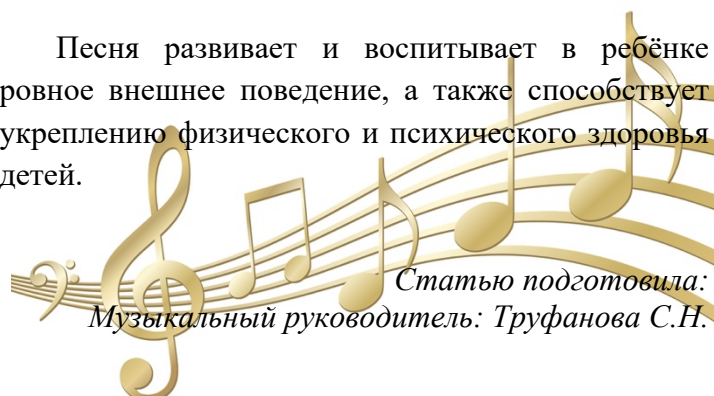 Песня развивает и воспитывает в ребёнке
ровное внешнее поведение, а также способствует
укреплению физического и психического здоровья
детей.
Статью подготовила:
Музыкальный руководитель: Труфанова С.Н.